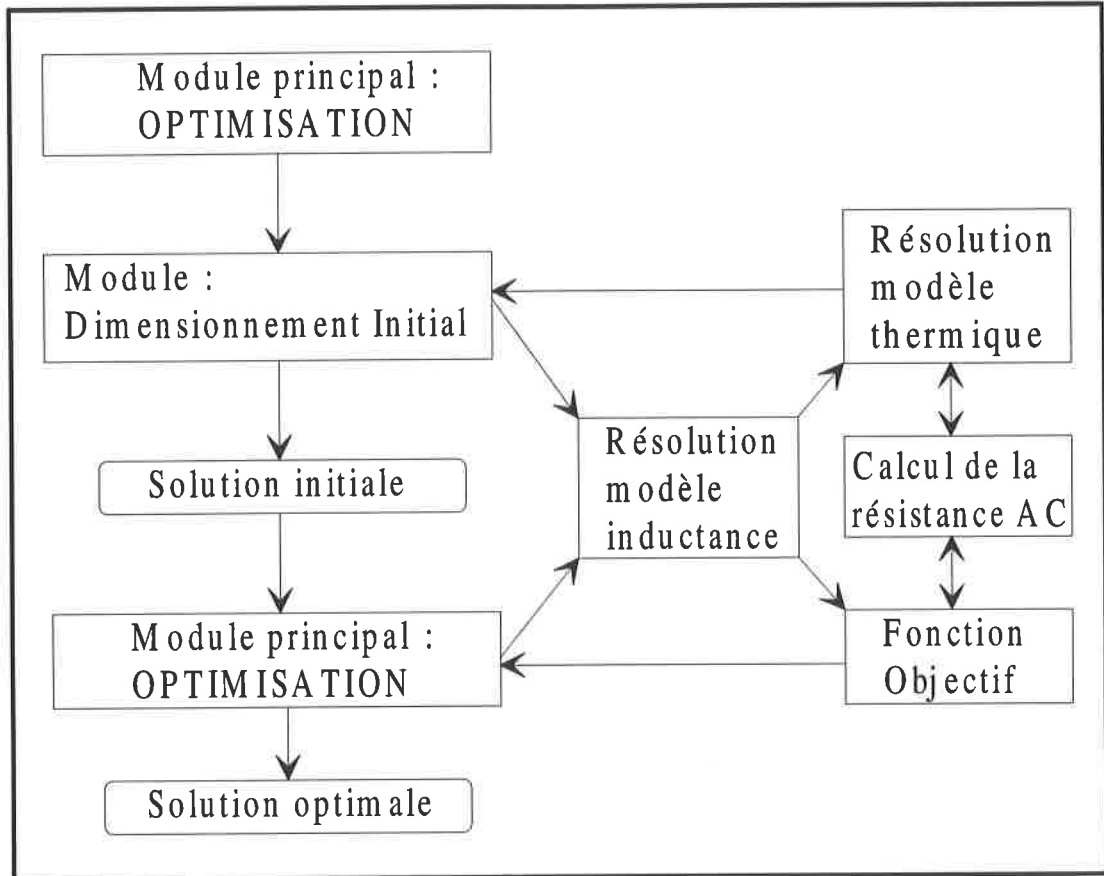 Module principal :
OPTIMISATION
Module :
Dimensionnement Initial
Solution initiale
Module principal :
OPTIMISATION
Solution optimale
Résolution
modèle
inductance
Résolution
modèle
thermique
Calcul de la
résistance AC
Fonction
Objectif